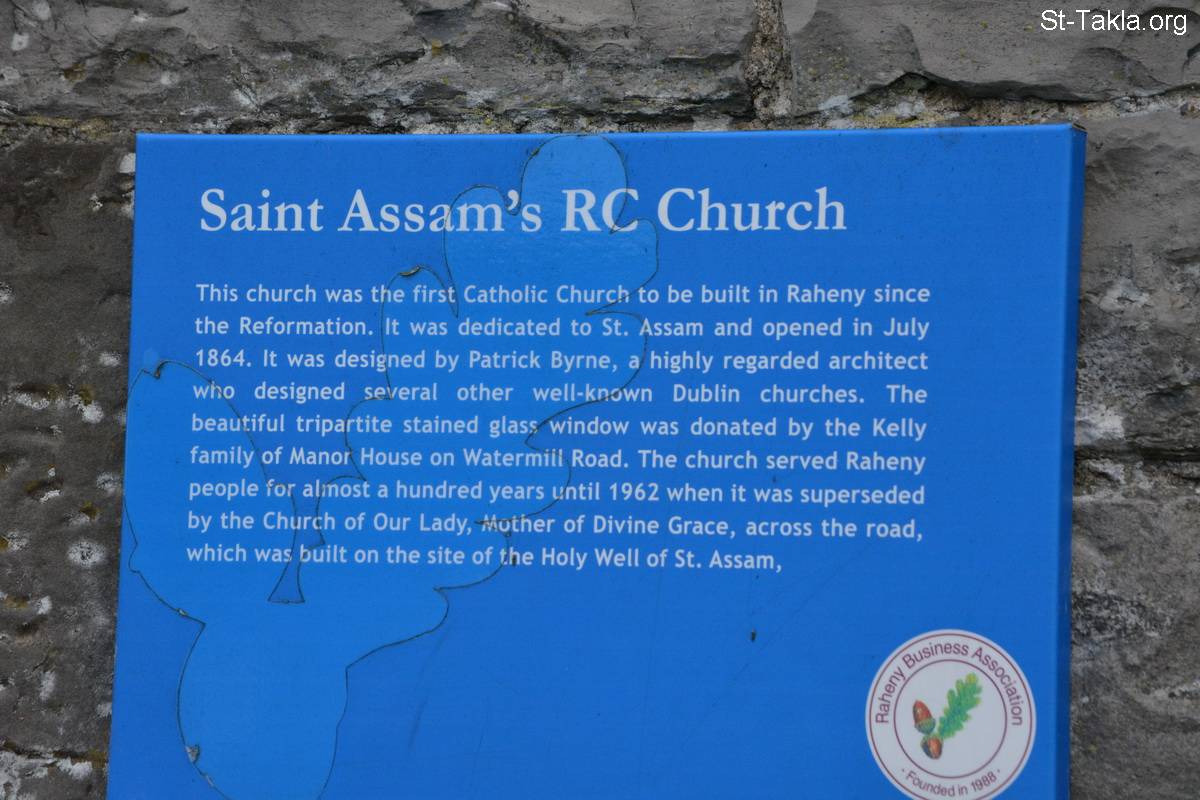 St-Takla.org
Saint Assam's RC Church
This church was the first Catholic Church to be built in Raheny since
the Reformation. It was dedicated to St. Assam and opened in July
1864. It was designed by Patrick Byrne, a highly regarded architect
who designed several other well-known Dublin churches. The
beautiful tripartite stained glass window was donated by the Kelly
family of Manor House on Watermill Road. The church served Raheny
people for almost a hundred years until 1962 when it was superseded
by the Church of Our Lady, Mother of Divine Grace, across the road,
which was built on the site of the Holy Well of St. Assam,
Raheny Business Association
· Founded in 1988 ·